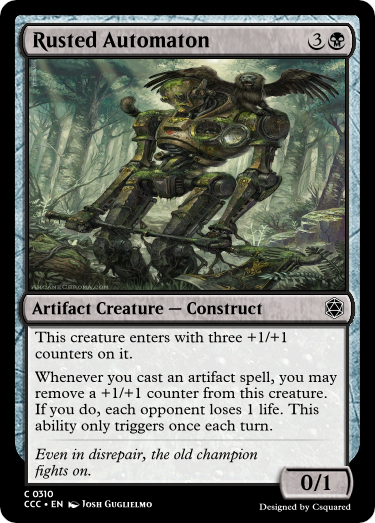 Rusted Automaton 3
ARCANXCORONA.COM
Artifact Creature — Construct
This creature enters with three +1/+1
counters on it.
Whenever you cast an artifact spell, you may
remove a +1/+1 counter from this creature.
If you do, each opponent loses 1 life. This
ability only triggers once each turn.
Even in disrepair, the old champion
fights on.
0/1
C 0310
CCC • EN Josh Guglielmo
Designed by Csquared